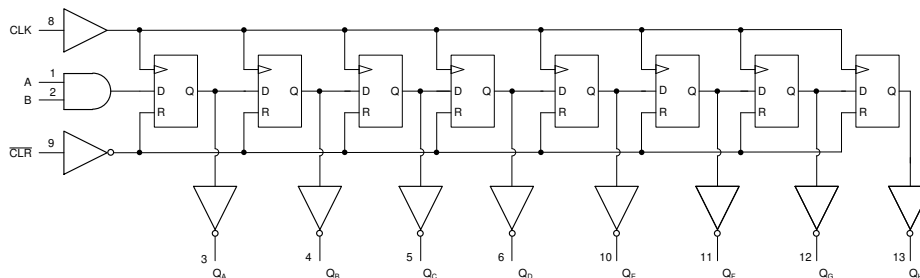 CLK 8
A 1
B 2
D Q D Q D Q D Q D Q D Q D Q D Q
R R R R R R R R
CLR 9
3 4 5 6 10 11 12 13
QA QB QC QD QE QF QG